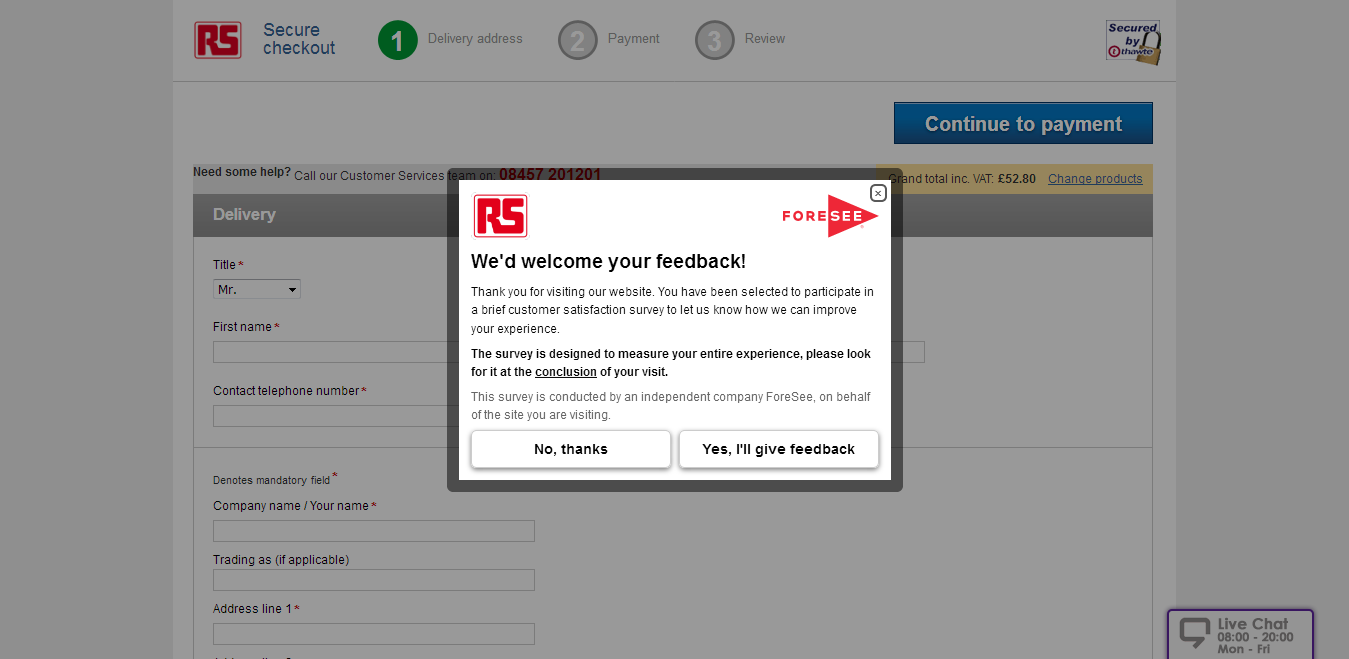 RS
Secure
checkout
1 Delivery address
2 Payment
3 Review
Secured
by
thawte
Continue to payment
Need some help? Call our Customer Services team on: 08457 201201
Grand total inc. VAT: £52.80 Change products
Delivery
Title*
Mr.
First name*
Contact telephone number*
RS
FORESEE
We'd welcome your feedback!
Thank you for visiting our website. You have been selected to participate in
a brief customer satisfaction survey to let us know how we can improve
your experience.
The survey is designed to measure your entire experience, please look
for it at the conclusion of your visit.
This survey is conducted by an independent company ForeSee, on behalf
of the site you are visiting.
No, thanks
Yes, I'll give feedback
Denotes mandatory field*
Company name / Your name*
Trading as (if applicable)
Address line 1*
Live Chat
08:00 - 20:00
Mon - Fri